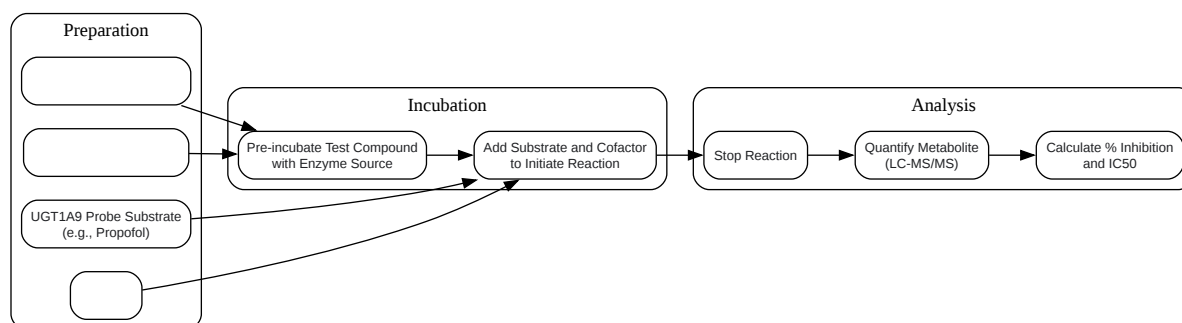 Preparation
UGT1A9 Probe Substrate
(e.g., Propofol)
Incubation
Pre-incubate Test Compound
with Enzyme Source
Add Substrate and Cofactor
to Initiate Reaction
Analysis
Stop Reaction
Quantify Metabolite
(LC-MS/MS)
Calculate % Inhibition
and IC50